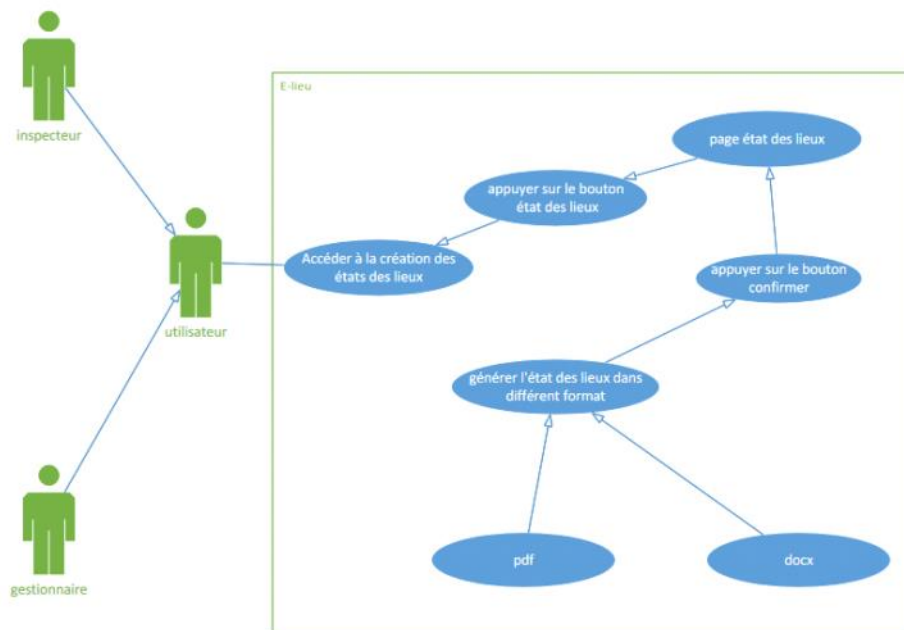 inspecteur
E-lieu
page état des lieux
appuyer sur le bouton
état des lieux
Accéder à la création des
états des lieux
appuyer sur le bouton
confirmer
utilisateur
générer l'état des lieux dans
différent format
pdf
docx
gestionnaire